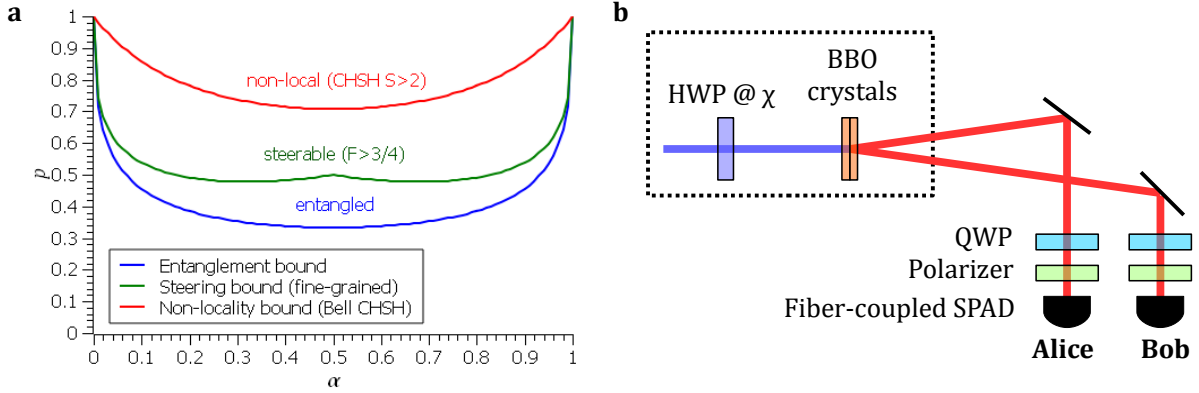 a
1
0.9
0.8
0.7
0.6
0.5
0.4
0.3
0.2
0.1
0
p
non-local (CHSH S>2)
steerable (F>3/4)
entangled
Entanglement bound
Steering bound (fine-grained)
Non-locality bound (Bell CHSH)
0 0.1 0.2 0.3 0.4 0.5 0.6 0.7 0.8 0.9 1
α
b
HWP @ χ
BBO
crystals
QWP
Polarizer
Fiber-coupled SPAD
Alice Bob